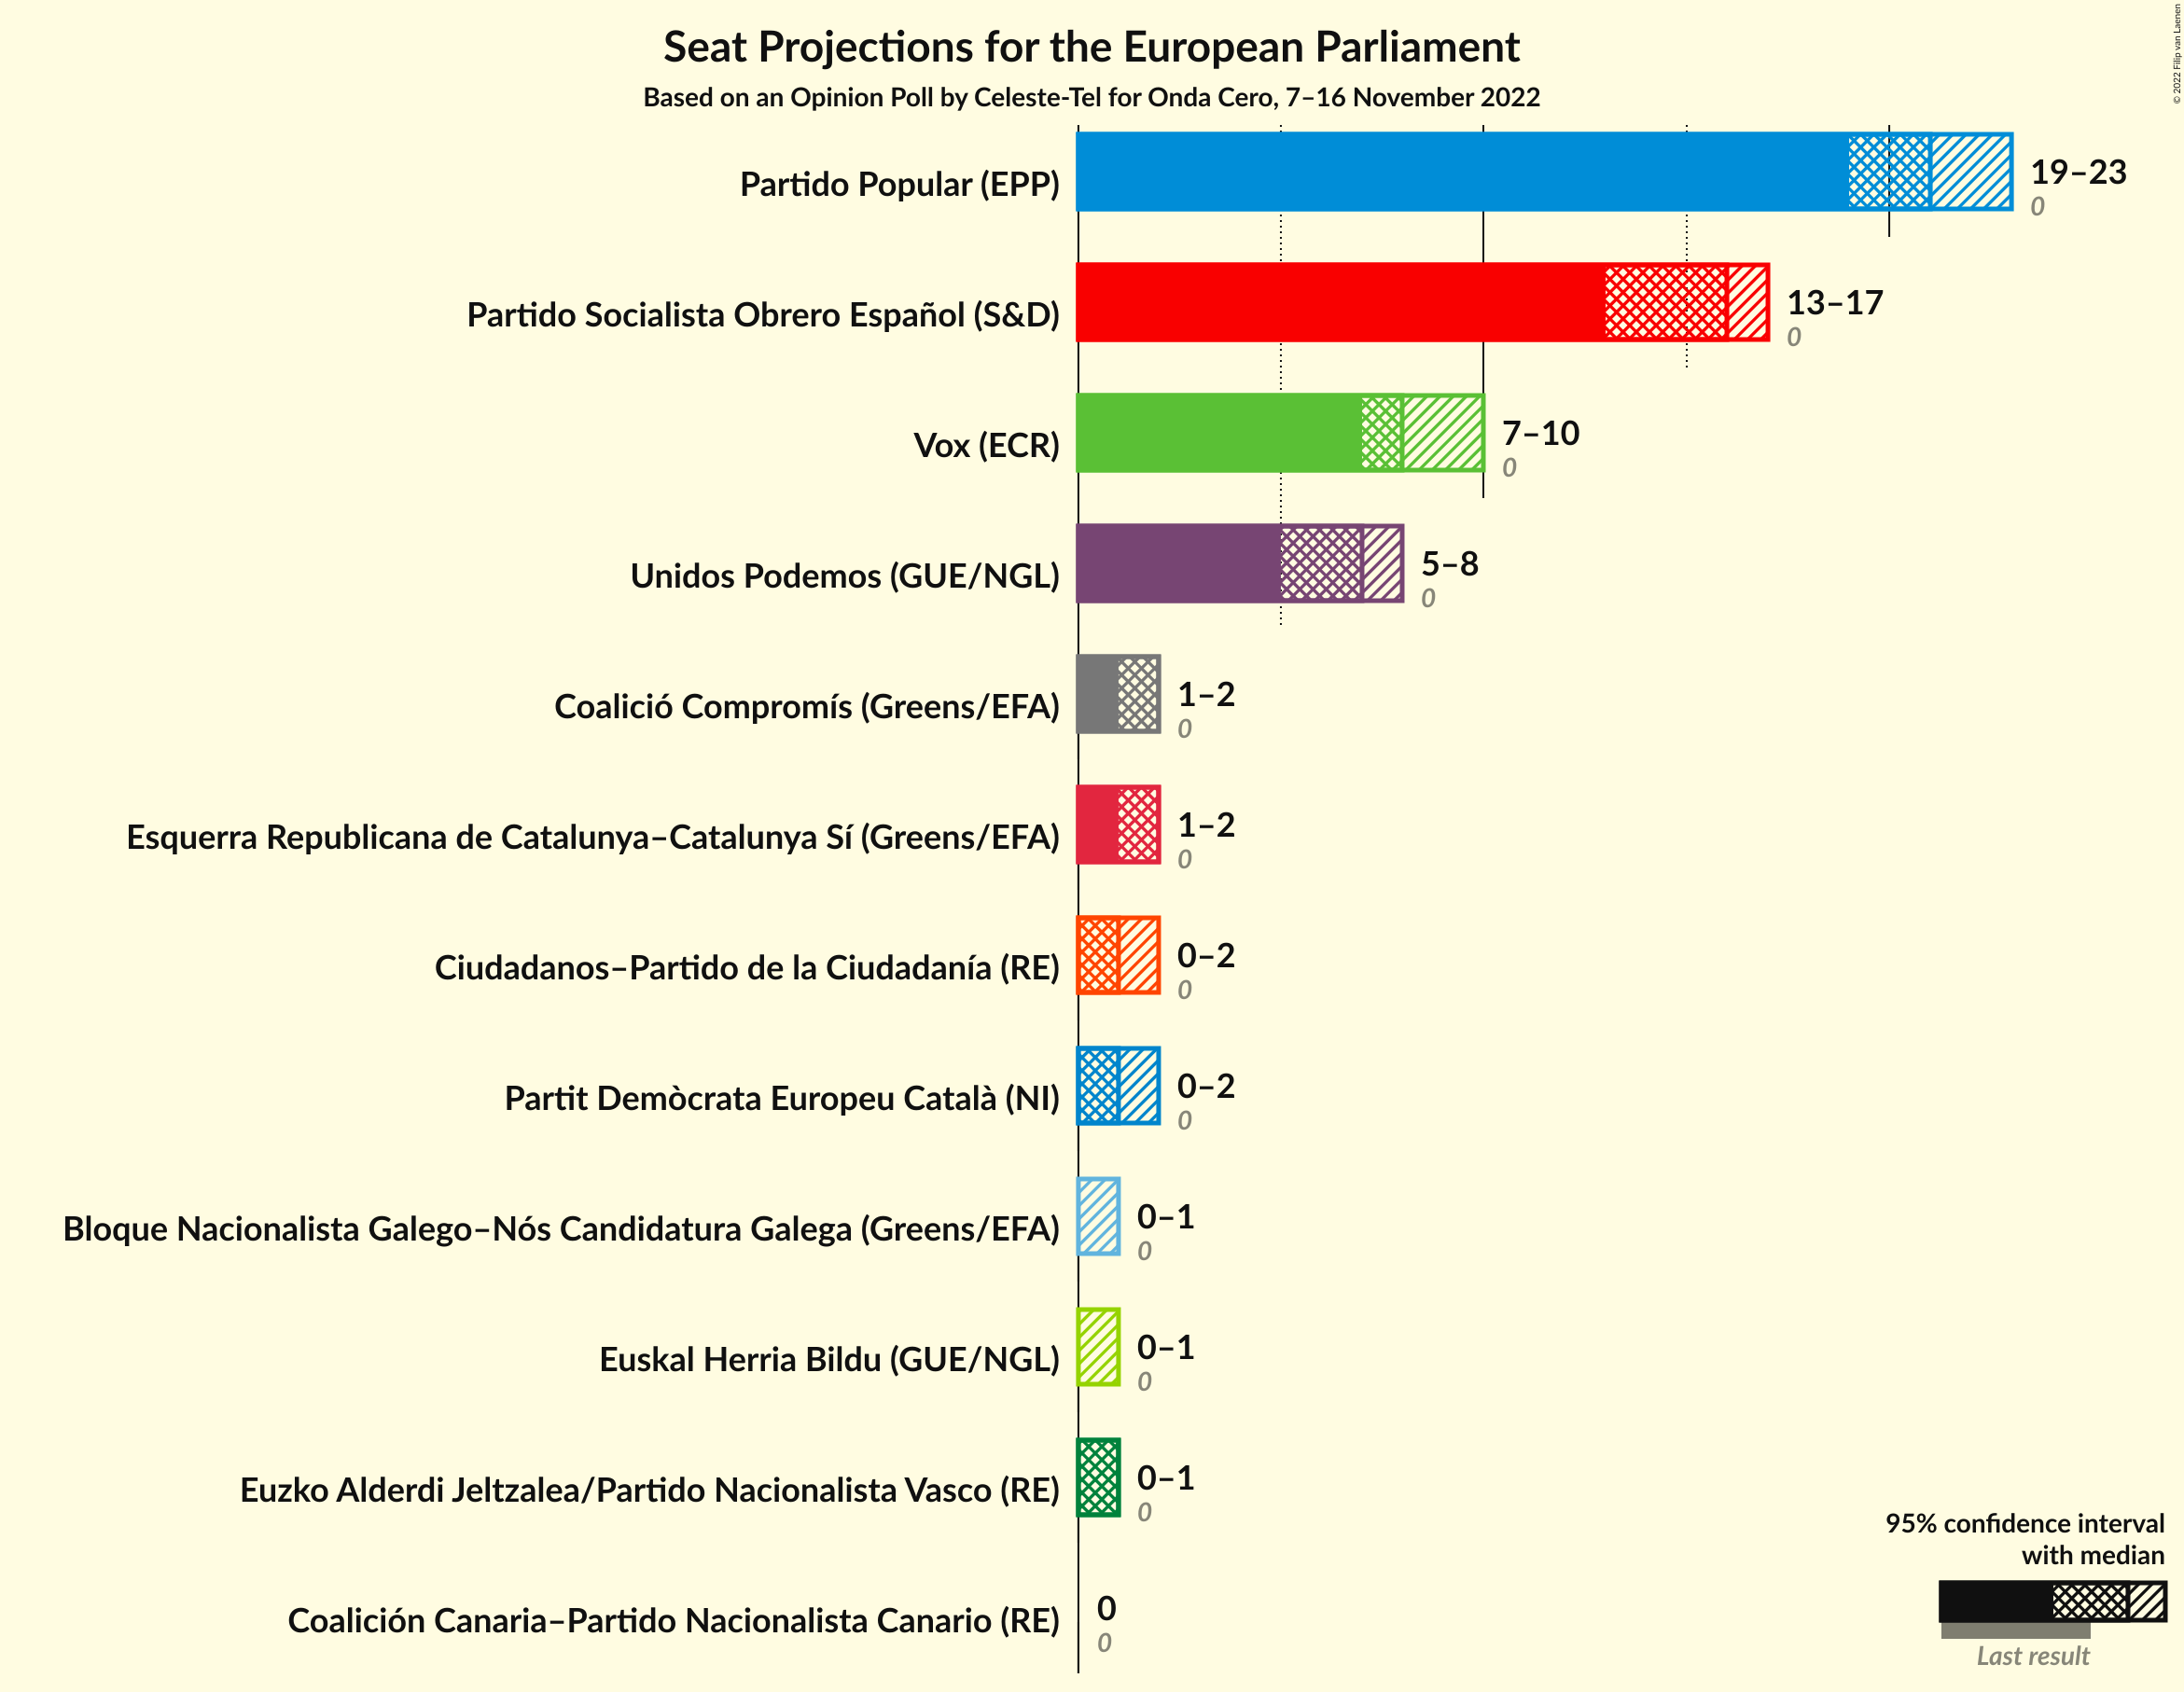 Seat Projections for the European Parliament
Based on an Opinion Poll by Celeste-Tel for Onda Cero, 7–16 November 2022
© 2022 Filip van Laenen
Partido Popular (EPP)
19–23
0
Partido Socialista Obrero Español (S&D)
13–17
0
Vox (ECR)
7–10
0
Unidos Podemos (GUE/NGL)
5–8
0
Coalició Compromís (Greens/EFA)
1–2
0
Esquerra Republicana de Catalunya–Catalunya Sí (Greens/EFA)
1–2
0
Ciudadanos–Partido de la Ciudadanía (RE)
0–2
0
Partit Demòcrata Europeu Català (NI)
0–2
0
Bloque Nacionalista Galego–Nós Candidatura Galega (Greens/EFA)
0–1
0
Euskal Herria Bildu (GUE/NGL)
0–1
0
Euzko Alderdi Jeltzalea/Partido Nacionalista Vasco (RE)
0–1
0
Coalición Canaria–Partido Nacionalista Canario (RE)
0
0
95% confidence interval
with median
Last result